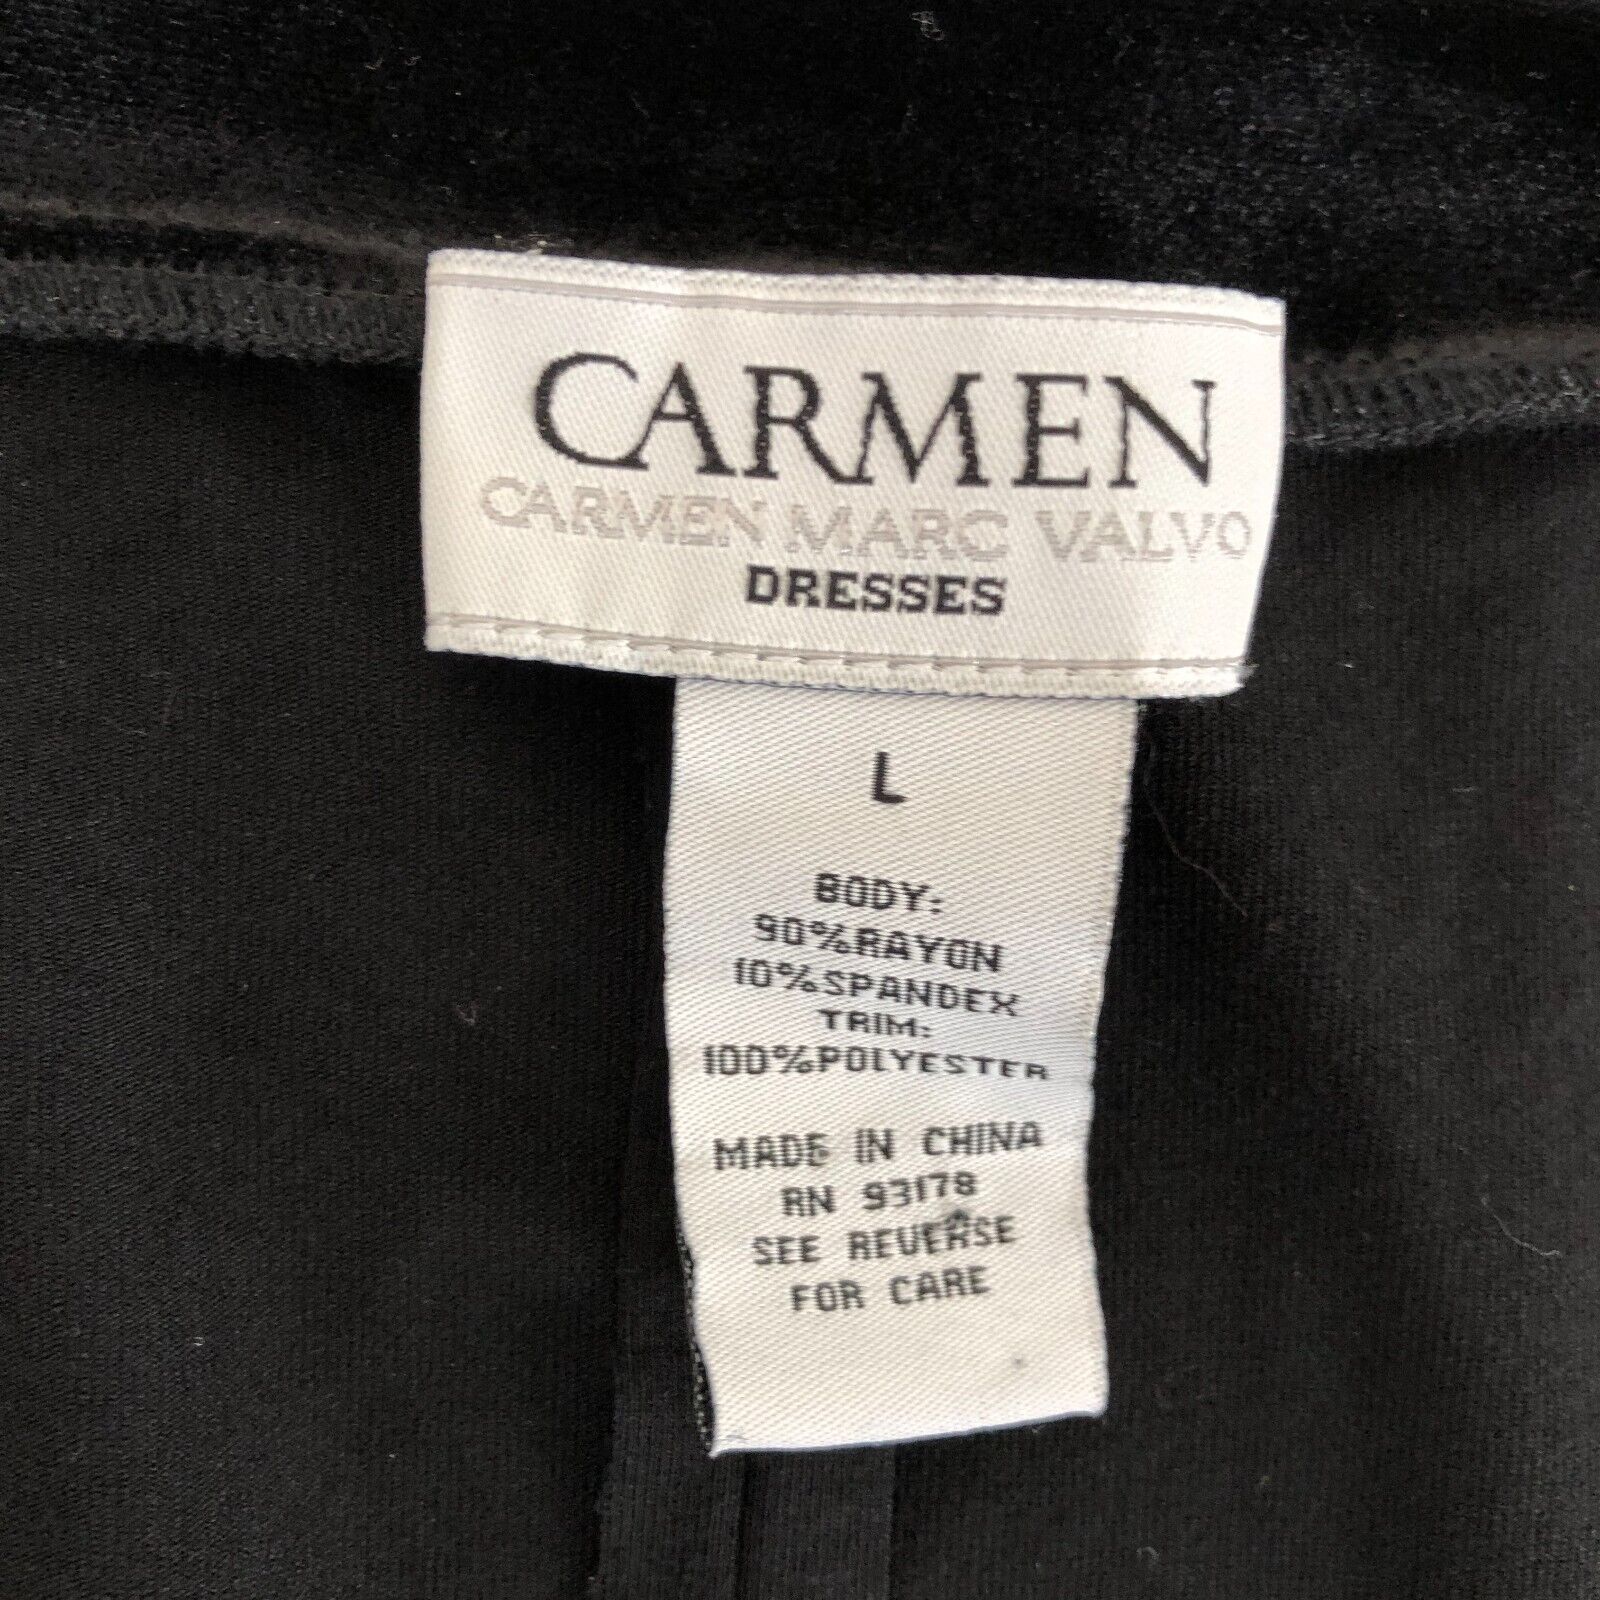 CARMEN
CARMEN MARC VALVO
DRESSES
L
BODY:
90%RAYON
10%SPANDEX
TRIM:
100%POLYESTER
MADE IN CHINA
RN 93178
SEE REVERSE
FOR CARE